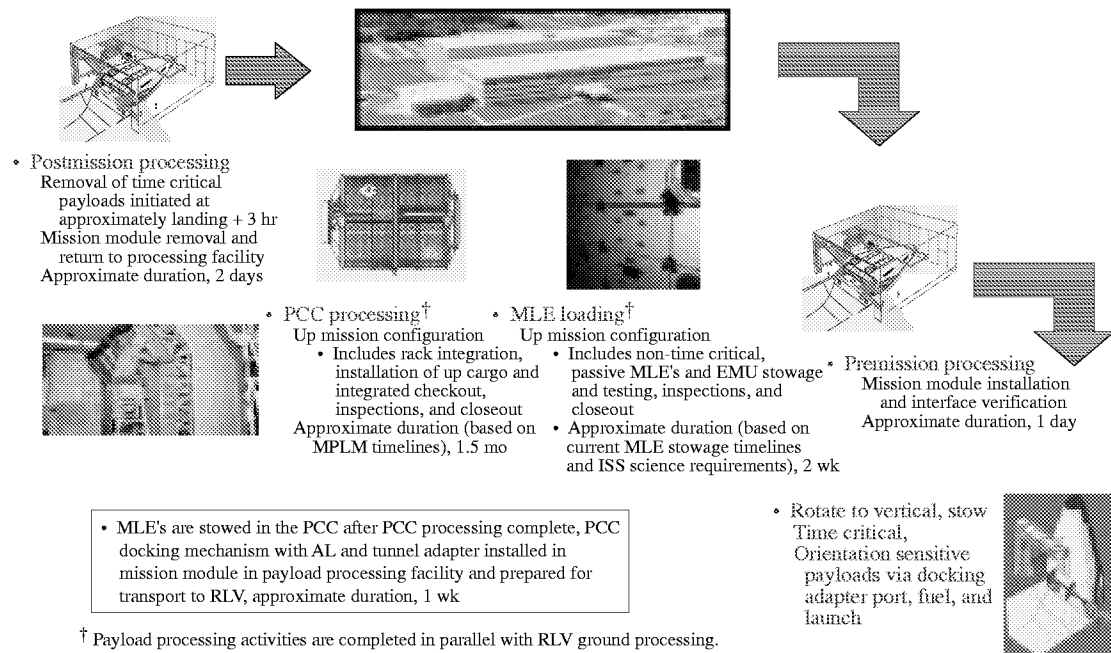 • Postmission processing
Removal of time critical
payloads initiated at
approximately landing + 3 hr
Mission module removal and
return to processing facility
Approximate duration, 2 days
• PCC processing†
Up mission configuration
• Includes rack integration,
installation of up cargo and
integrated checkout,
inspections, and closeout
Approximate duration (based on
MPLM timelines), 1.5 mo
• MLE loading†
Up mission configuration
• Includes non-time critical,
passive MLE's and EMU stowage
and testing, inspections, and
closeout
• Approximate duration (based on
current MLE stowage timelines
and ISS science requirements), 2 wk
• Premission processing
Mission module installation
and interface verification
Approximate duration, 1 day
• Rotate to vertical, stow
Time critical,
Orientation sensitive
payloads via docking
adapter port, fuel, and
launch
• MLE's are stowed in the PCC after PCC processing complete, PCC
docking mechanism with AL and tunnel adapter installed in
mission module in payload processing facility and prepared for
transport to RLV, approximate duration, 1 wk
† Payload processing activities are completed in parallel with RLV ground processing.